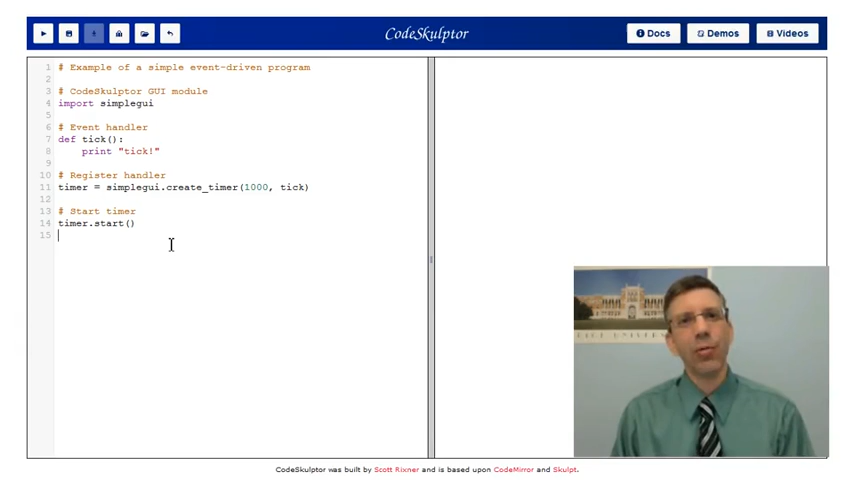 CodeSkulptor
Docs
Demos
Videos
1 # Example of a simple event-driven program
2
3 # CodeSkulptor GUI module
4 import simplegui
5
6 # Event handler
7 def tick():
8     print "tick!"
9
10 # Register handler
11 timer = simplegui.create_timer(1000, tick)
12
13 # Start timer
14 timer.start()
15
CodeSkulptor was built by Scott Rixner and is based upon CodeMirror and Skulpt.